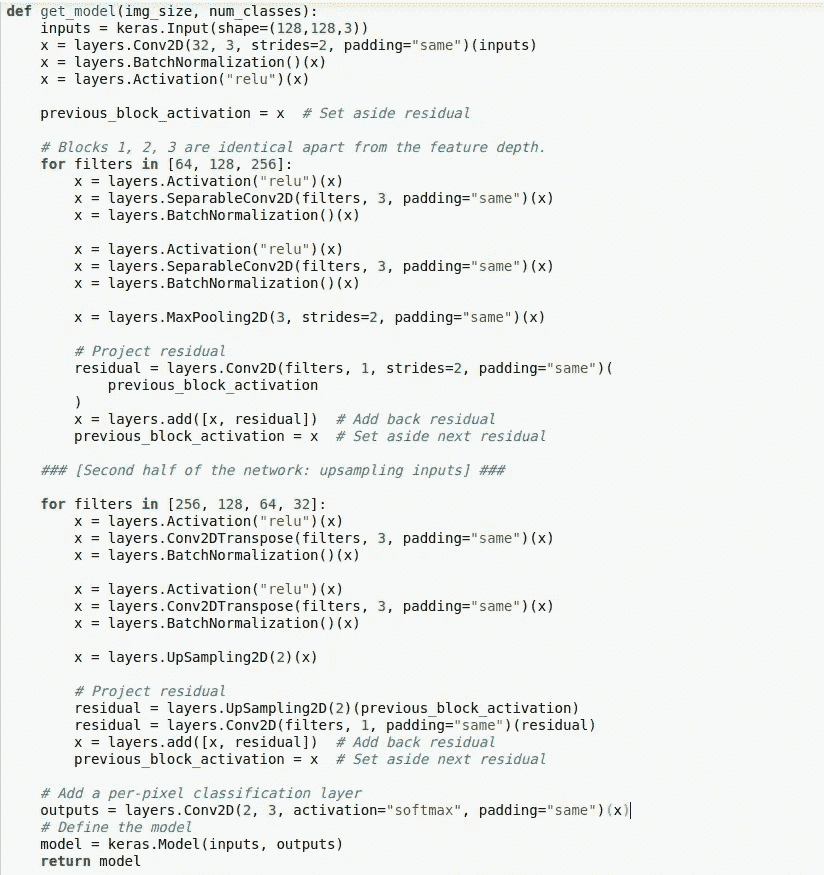 def get_model(img_size, num_classes):
    inputs = keras.Input(shape=(128,128,3))
    x = layers.Conv2D(32, 3, strides=2, padding="same")(inputs)
    x = layers.BatchNormalization()(x)
    x = layers.Activation("relu")(x)

    previous_block_activation = x  # Set aside residual

    # Blocks 1, 2, 3 are identical apart from the feature depth.
    for filters in [64, 128, 256]:
        x = layers.Activation("relu")(x)
        x = layers.SeparableConv2D(filters, 3, padding="same")(x)
        x = layers.BatchNormalization()(x)

        x = layers.Activation("relu")(x)
        x = layers.SeparableConv2D(filters, 3, padding="same")(x)
        x = layers.BatchNormalization()(x)

        x = layers.MaxPooling2D(3, strides=2, padding="same")(x)

        # Project residual
        residual = layers.Conv2D(filters, 1, strides=2, padding="same")(
            previous_block_activation
        )
        x = layers.add([x, residual])  # Add back residual
        previous_block_activation = x  # Set aside next residual

    ### [Second half of the network: upsampling inputs] ###

    for filters in [256, 128, 64, 32]:
        x = layers.Activation("relu")(x)
        x = layers.Conv2DTranspose(filters, 3, padding="same")(x)
        x = layers.BatchNormalization()(x)

        x = layers.Activation("relu")(x)
        x = layers.Conv2DTranspose(filters, 3, padding="same")(x)
        x = layers.BatchNormalization()(x)

        x = layers.UpSampling2D(2)(x)

        # Project residual
        residual = layers.UpSampling2D(2)(previous_block_activation)
        residual = layers.Conv2D(filters, 1, padding="same")(residual)
        x = layers.add([x, residual])  # Add back residual
        previous_block_activation = x  # Set aside next residual

    # Add a per-pixel classification layer
    outputs = layers.Conv2D(2, 3, activation="softmax", padding="same")(x)
    # Define the model
    model = keras.Model(inputs, outputs)
    return model